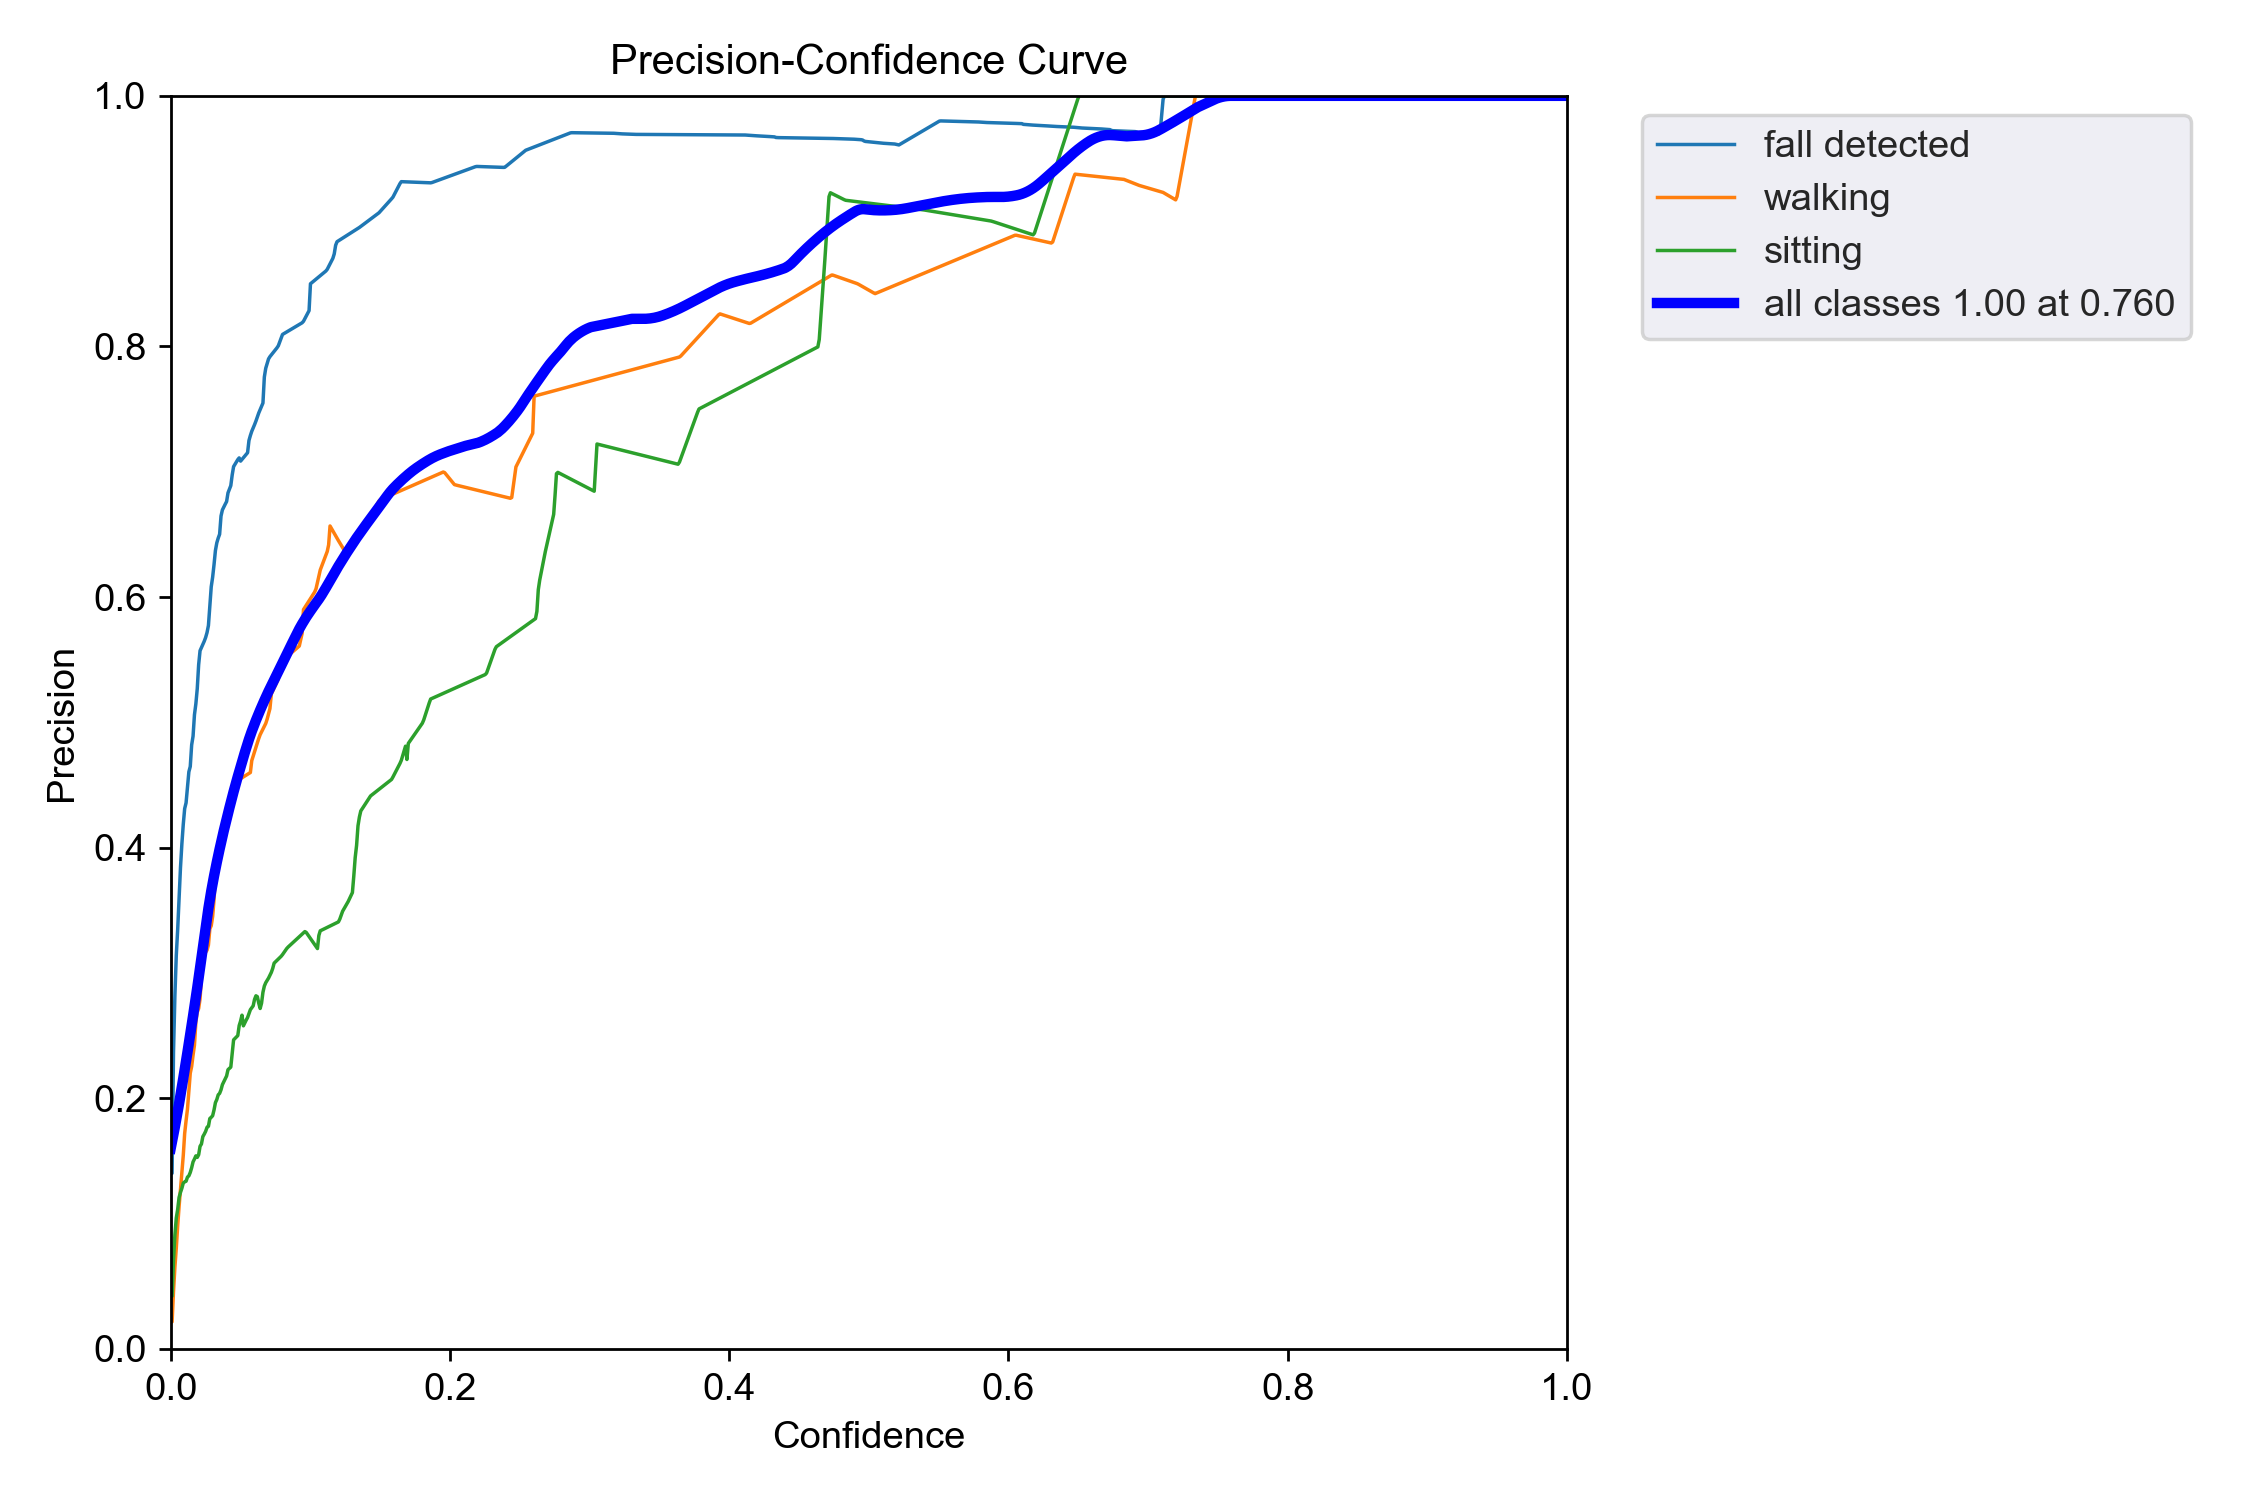 Precision-Confidence Curve
1.0
0.8
0.6
0.4
0.2
0.0
Precision
0.0 0.2 0.4 0.6 0.8 1.0
Confidence
fall detected
walking
sitting
all classes 1.00 at 0.760